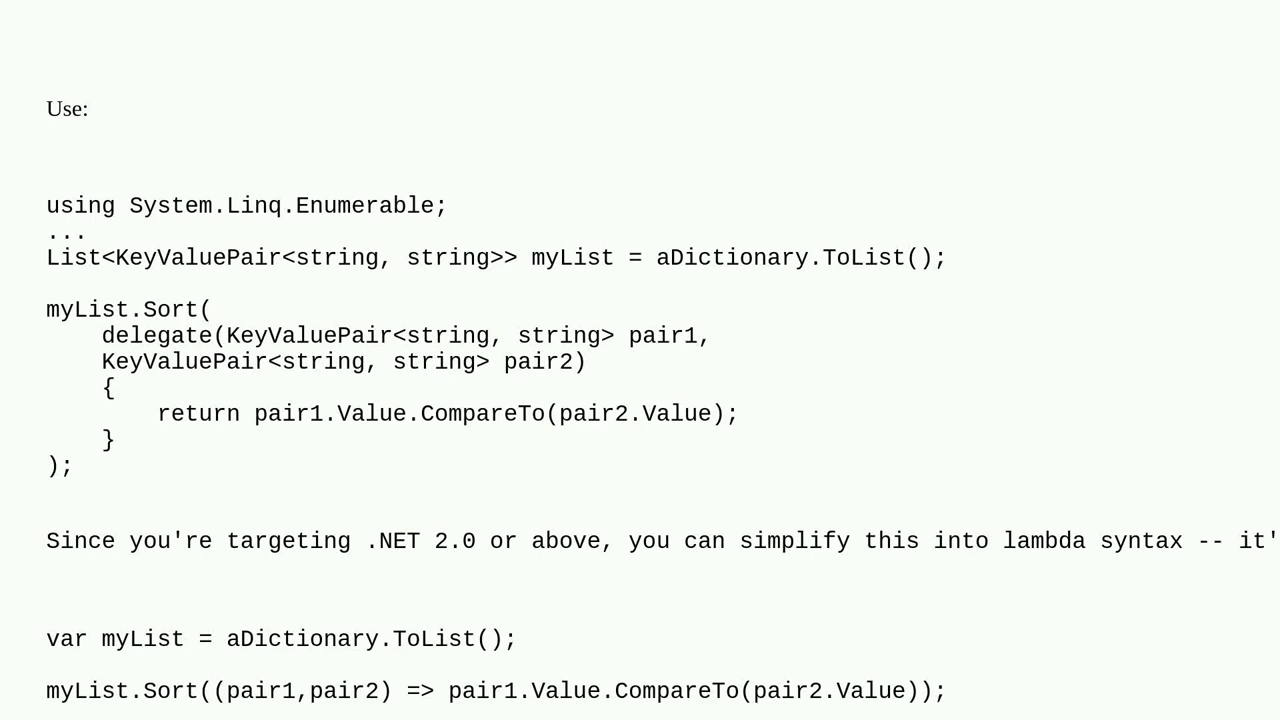 Use:
using System.Linq.Enumerable;
...
List<KeyValuePair<string, string>> myList = aDictionary.ToList();
myList.Sort(
    delegate(KeyValuePair<string, string> pair1,
    KeyValuePair<string, string> pair2)
    {
        return pair1.Value.CompareTo(pair2.Value);
    }
);
Since you're targeting .NET 2.0 or above, you can simplify this into lambda syntax -- it'
var myList = aDictionary.ToList();
myList.Sort((pair1,pair2) => pair1.Value.CompareTo(pair2.Value));